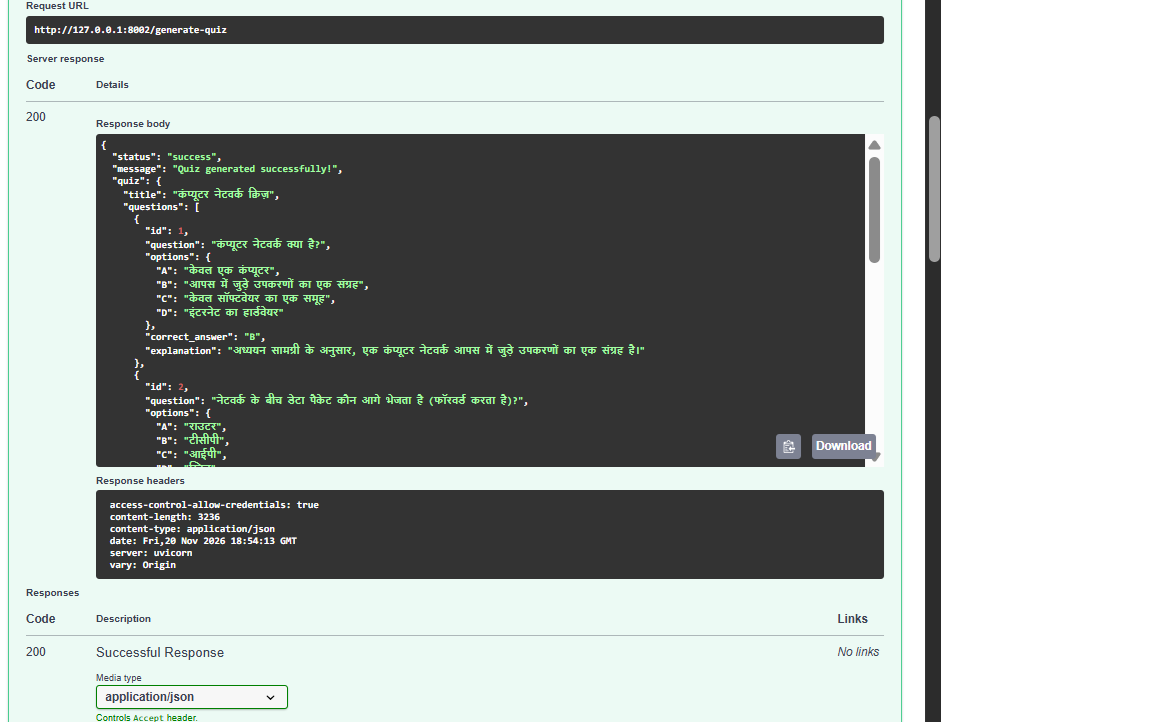 Request URL
http://127.0.0.1:8002/generate-quiz
Server response
Code Details
200
Response body
{
"status": "success",
"message": "Quiz generated successfully!",
"quiz": {
"title": "कंप्यूटर नेटवर्क क्विज़",
"questions": [
{
"id": 1,
"question": "कंप्यूटर नेटवर्क क्या है?",
"options": {
"A": "केवल एक कंप्यूटर",
"B": "आपस में जुड़े उपकरणों का एक संग्रह",
"C": "केवल सॉफ्टवेयर का एक समूह",
"D": "इंटरनेट का हार्डवेयर"
},
"correct_answer": "B",
"explanation": "अध्ययन सामग्री के अनुसार, एक कंप्यूटर नेटवर्क आपस में जुड़े उपकरणों का एक संग्रह है।"
},
{
"id": 2,
"question": "नेटवर्क के बीच डेटा पैकेट कौन आगे भेजता है (फॉरवर्ड करता है)?",
"options": {
"A": "राउटर",
"B": "टीसीपी",
"C": "आईपी",
Download
Response headers
access-control-allow-credentials: true
content-length: 3236
content-type: application/json
date: Fri,20 Nov 2026 18:54:13 GMT
server: uvicorn
vary: Origin
Responses
Code Description Links
200 Successful Response No links
Media type
application/json
Controls Accept header.